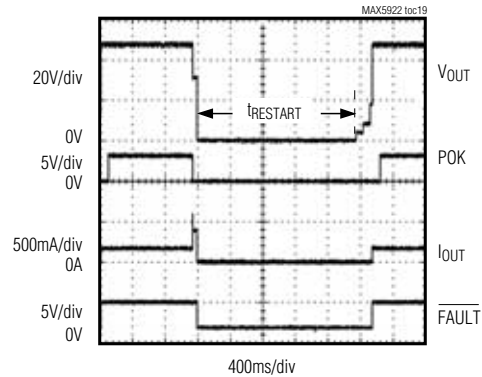 MAX5922 toc19
20V/div
VOUT
tRESTART
0V
5V/div
POK
0V
500mA/div
IOUT
0A
5V/div
FAULT
0V
400ms/div